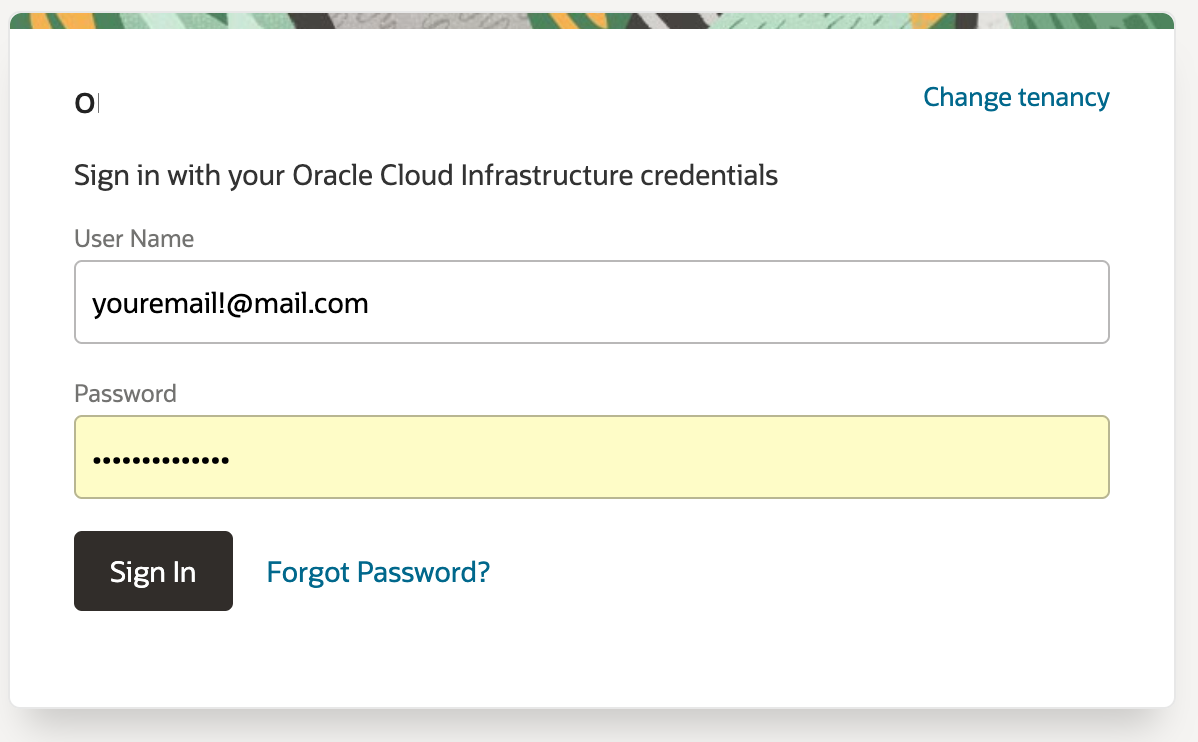 Change tenancy
Sign in with your Oracle Cloud Infrastructure credentials
User Name
youremail!@mail.com
Password
••••••••••••••
Sign In
Forgot Password?